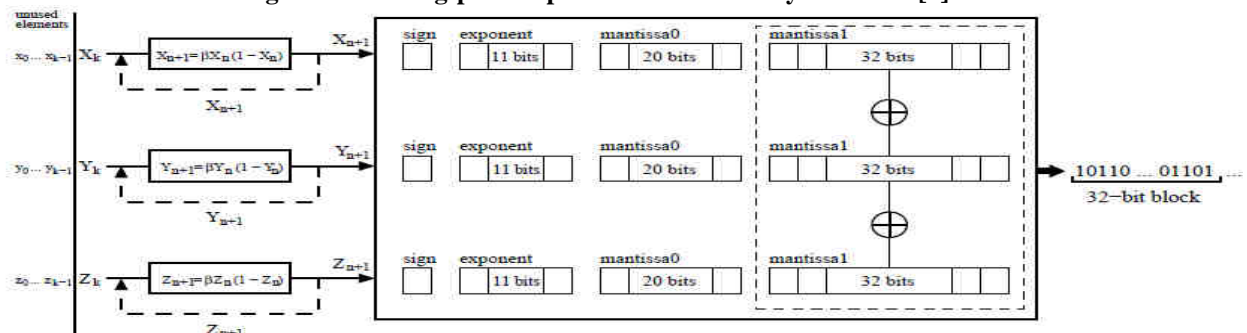 unused
elements
x₀... xₖ₋₁ Xₖ Xₙ₊₁=βXₙ(1-Xₙ) Xₙ₊₁ sign exponent mantissa0 mantissa1
11 bits 20 bits 32 bits
Xₙ₊₁
y₀... yₖ₋₁ Yₖ Yₙ₊₁=βYₙ(1-Yₙ) Yₙ₊₁ sign exponent mantissa0 mantissa1
11 bits 20 bits 32 bits
Yₙ₊₁
10110 ... 01101 ...
32-bit block
z₀... zₖ₋₁ Zₖ Zₙ₊₁=βZₙ(1-Zₙ) Zₙ₊₁ sign exponent mantissa0 mantissa1
11 bits 20 bits 32 bits
Zₙ₊₁